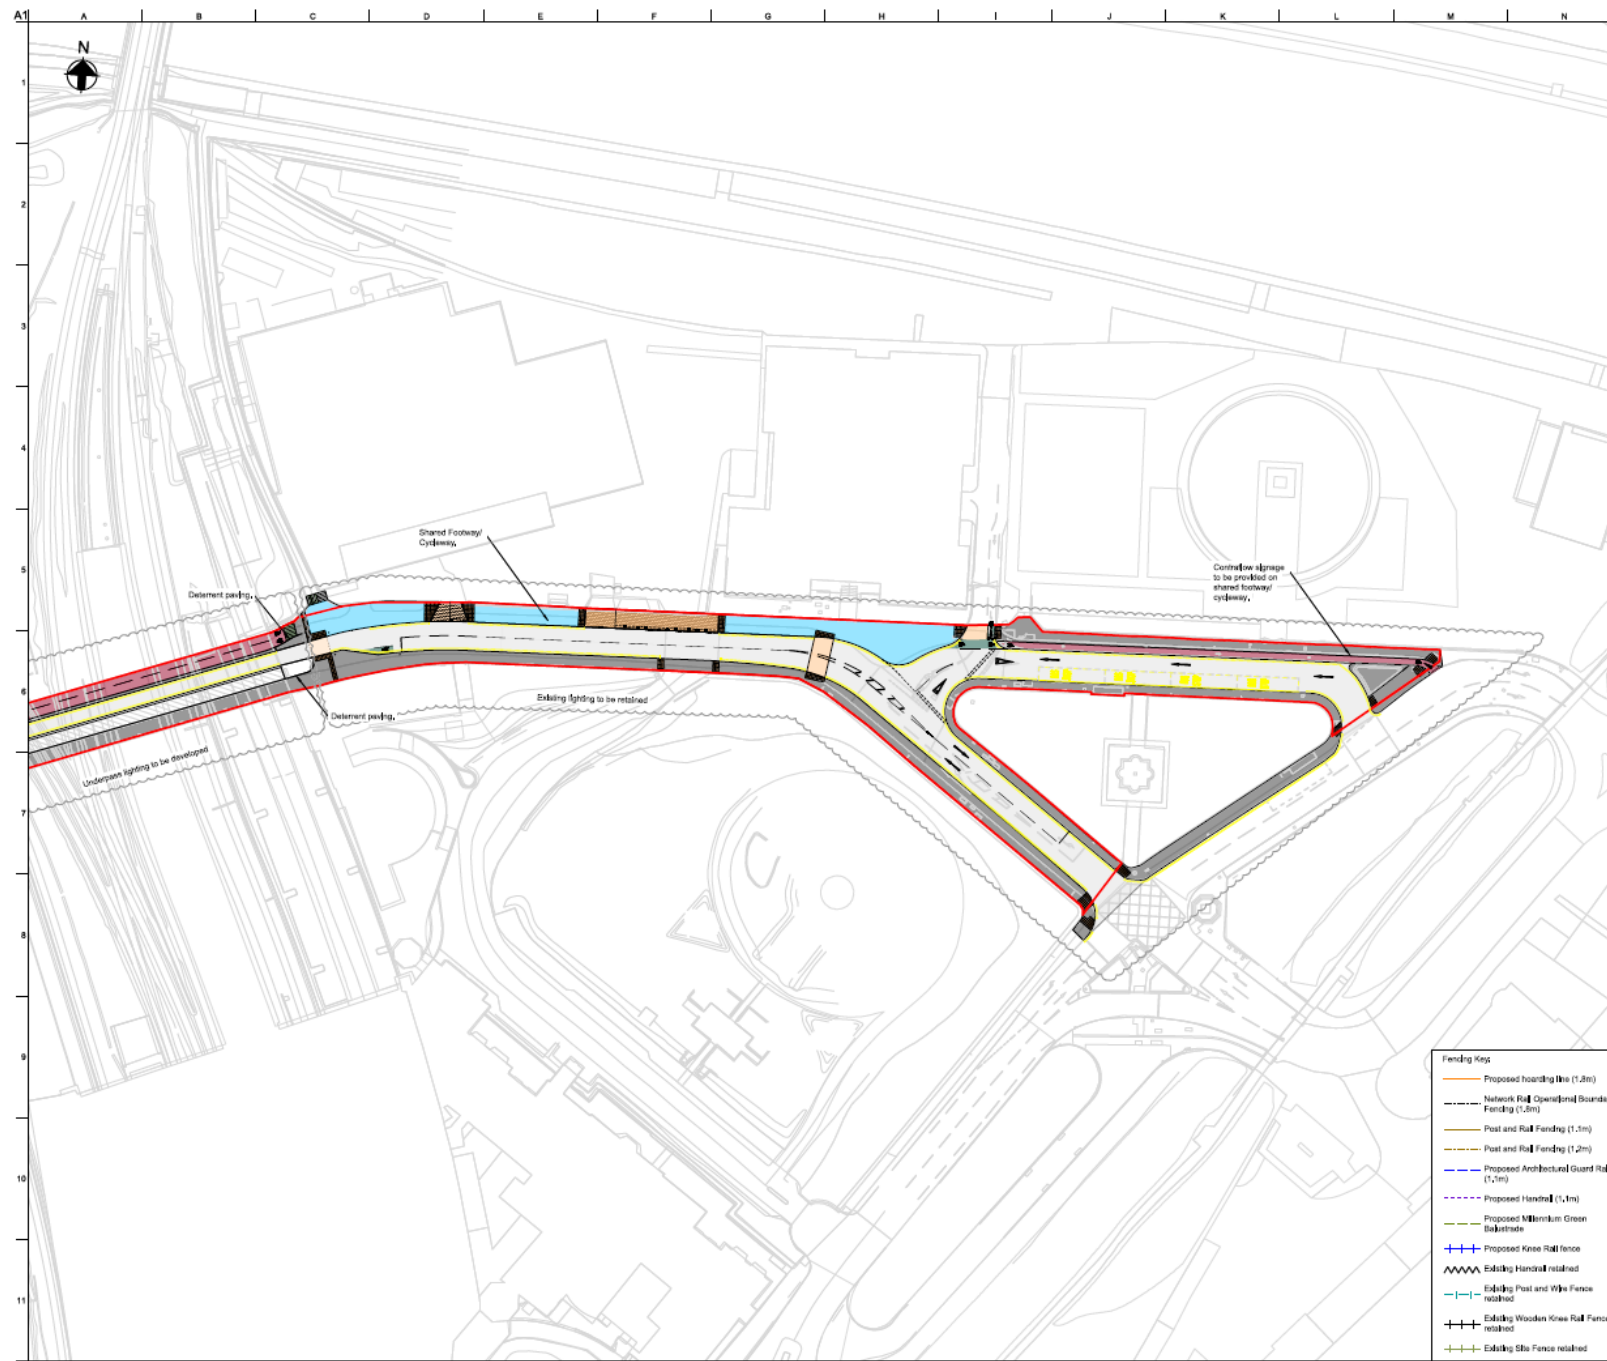 A1 A B C D E F G H I J K L M N
N
1
2
3
4
5
6
7
8
9
10
11
Shared Footway/
Cycleway.
Deterrent paving.
Contraflow signage
to be provided on
shared footway/
cycleway.
Existing lighting to be retained
Deterrent paving.
Underpass lighting to be developed
Fencing Key:
Proposed hoarding line (1.8m)
Network Rail Operational Bounda
Fencing (1.8m)
Post and Rail Fencing (1.1m)
Post and Rail Fencing (1.2m)
Proposed Architectural Guard Rai
(1.1m)
Proposed Handrail (1.1m)
Proposed Millennium Green
Balustrade
Proposed Knee Rail fence
Existing Handrail retained
Existing Post and Wire Fence
retained
Existing Wooden Knee Rail Fence
retained
Existing Site Fence retained